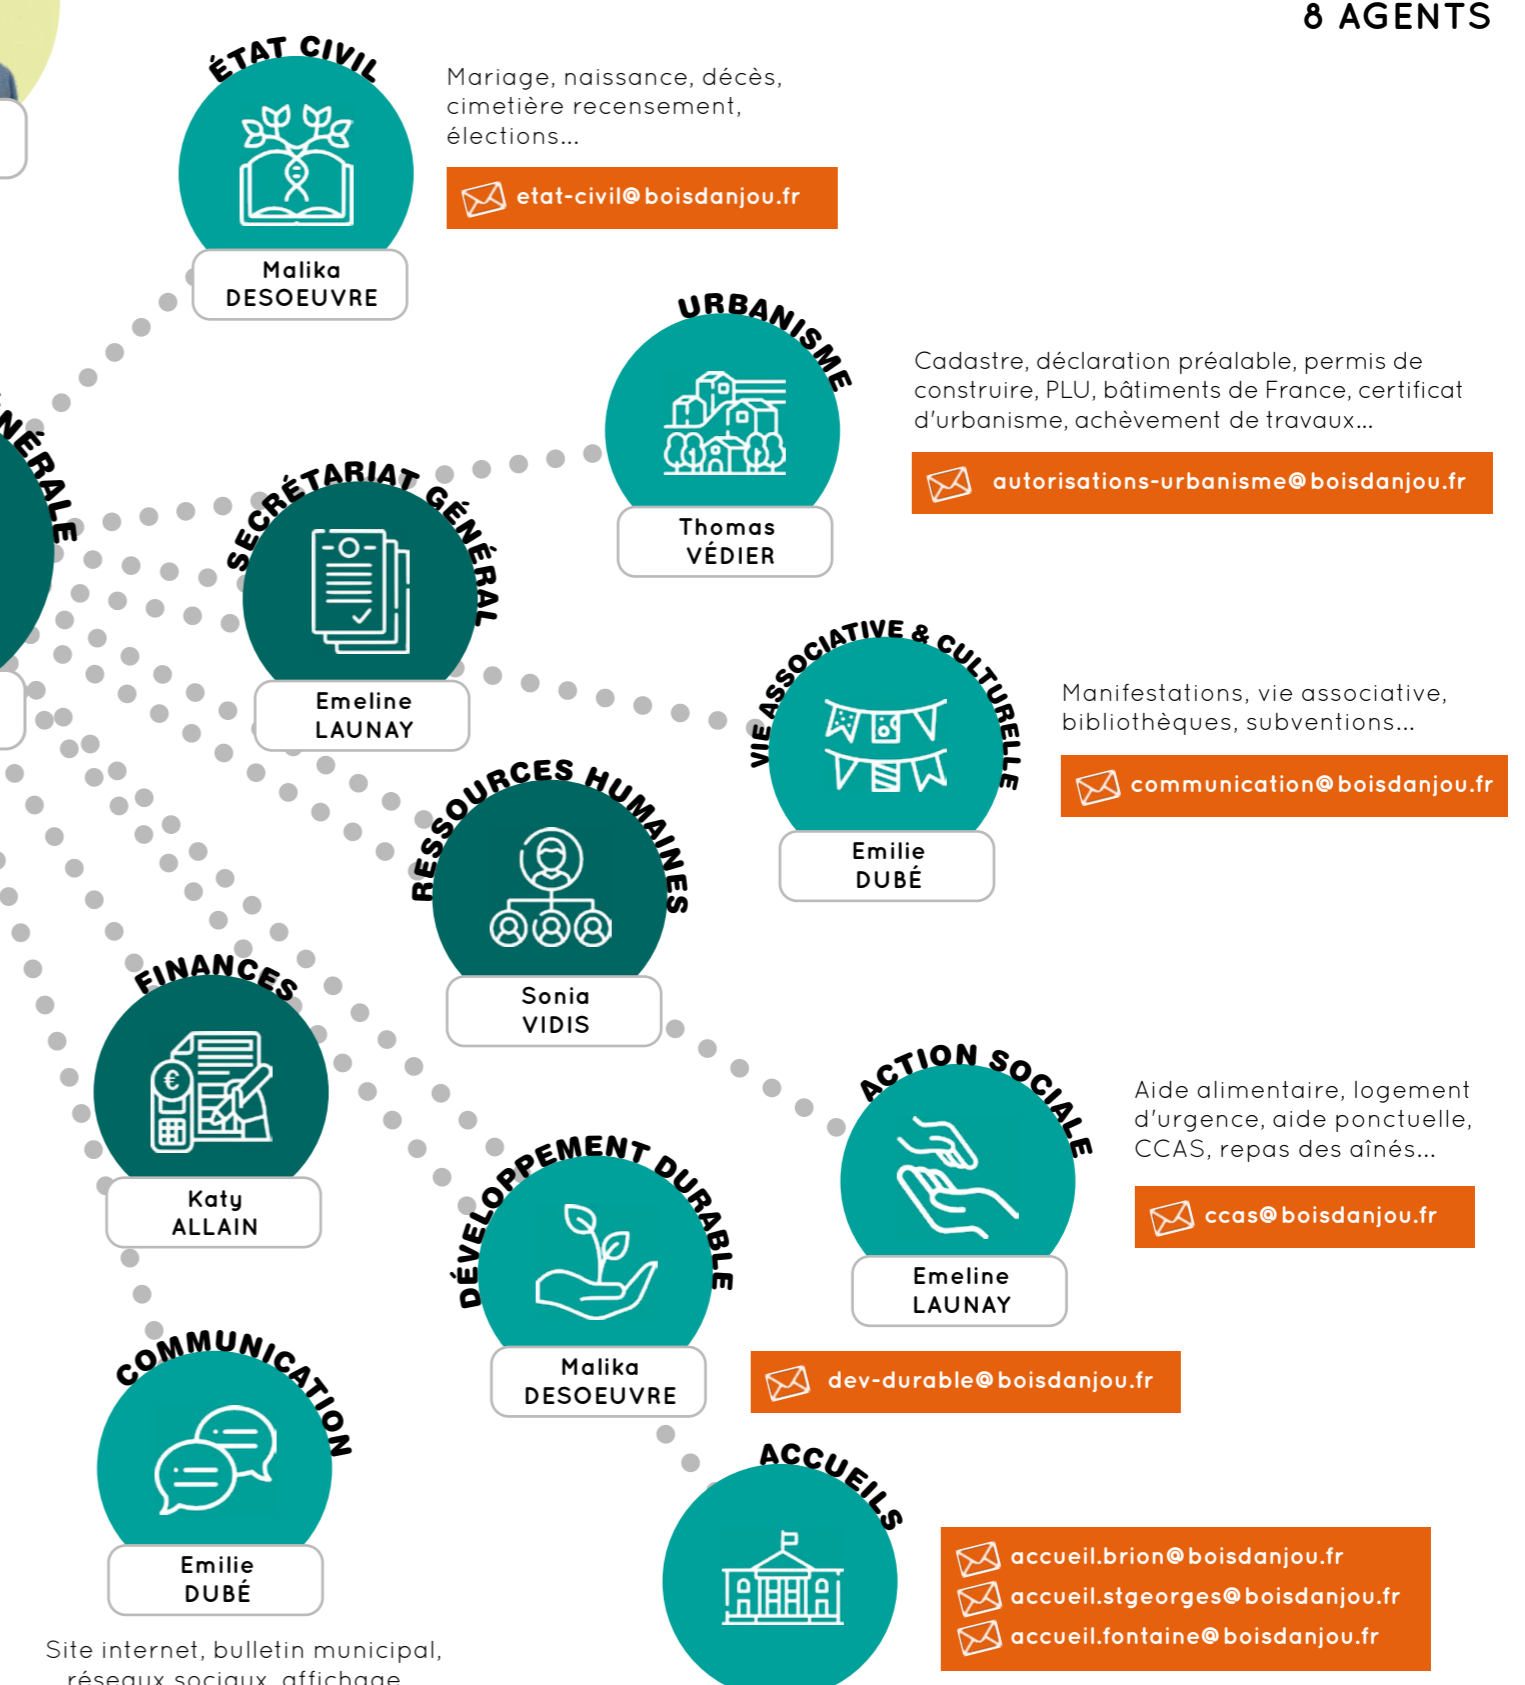 8 AGENTS
ÉTAT CIVIL
Mariage, naissance, décès,
cimetière recensement,
élections...
etat-civil@boisdanjou.fr
Malika
DESOEUVRE
URBANISME
Cadastre, déclaration préalable, permis de
construire, PLU, bâtiments de France, certificat
d'urbanisme, achèvement de travaux...
autorisations-urbanisme@boisdanjou.fr
Thomas
VÉDIER
SECRÉTARIAT GÉNÉRAL
Emeline
LAUNAY
VIE ASSOCIATIVE & CULTURELLE
Manifestations, vie associative,
bibliothèques, subventions...
communication@boisdanjou.fr
Emilie
DUBÉ
RESSOURCES HUMAINES
Sonia
VIDIS
FINANCES
Katy
ALLAIN
ACTION SOCIALE
Aide alimentaire, logement
d'urgence, aide ponctuelle,
CCAS, repas des aînés...
ccas@boisdanjou.fr
Emeline
LAUNAY
DÉVELOPPEMENT DURABLE
Malika
DESOEUVRE
dev-durable@boisdanjou.fr
COMMUNICATION
Emilie
DUBÉ
Site internet, bulletin municipal,
réseaux sociaux, affichage
ACCUEILS
accueil.brion@boisdanjou.fr
accueil.stgeorges@boisdanjou.fr
accueil.fontaine@boisdanjou.fr